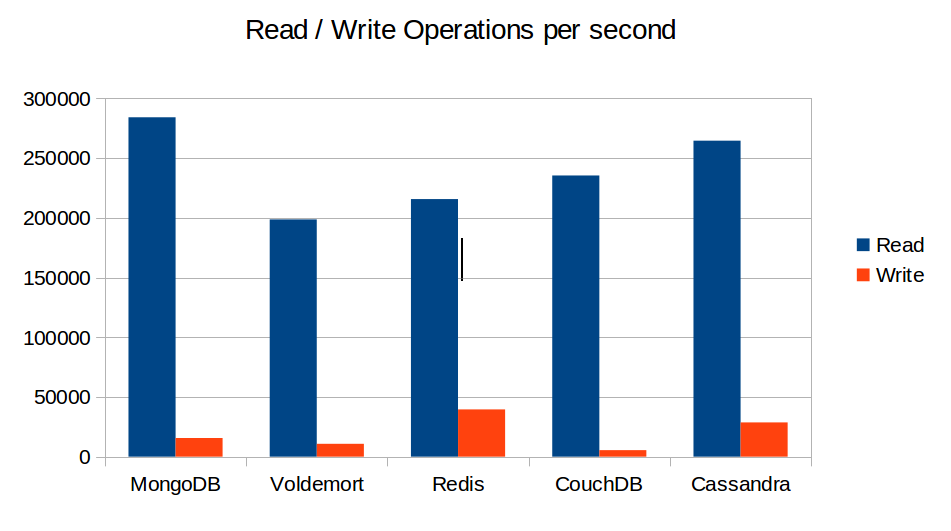 Read / Write Operations per second
300000
250000
200000
150000
100000
50000
0
MongoDB Voldemort Redis CouchDB Cassandra
Read
Write